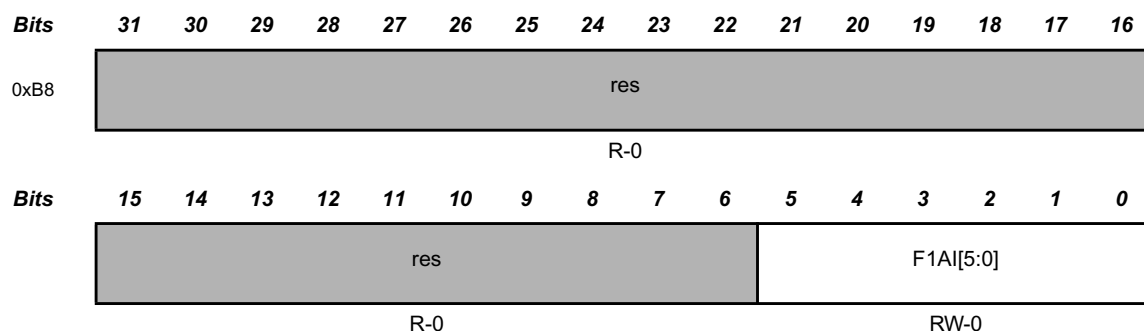 Bits 31 30 29 28 27 26 25 24 23 22 21 20 19 18 17 16
0xB8 res
R-0
Bits 15 14 13 12 11 10 9 8 7 6 5 4 3 2 1 0
res F1AI[5:0]
R-0 RW-0